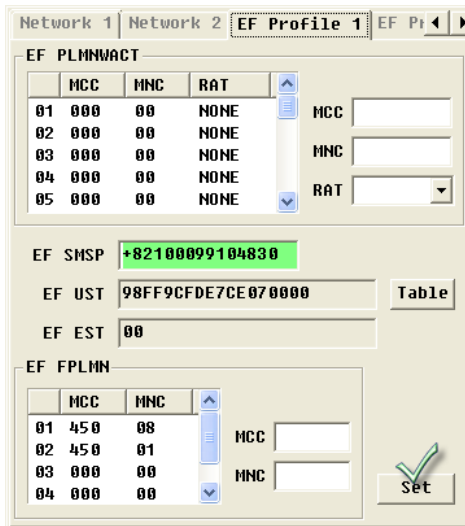 Network 1 Network 2 EF Profile 1 EF Pr
EF PLMNWACT
MCC MNC RAT
01 000 00 NONE
02 000 00 NONE
03 000 00 NONE
04 000 00 NONE
05 000 00 NONE
MCC
MNC
RAT
EF SMSP +82100099104830
EF UST 98FF9CFDE7CE070000 Table
EF EST 00
EF FPLMN
MCC MNC
01 450 08
02 450 01
03 000 00
04 000 00
MCC
MNC
Set